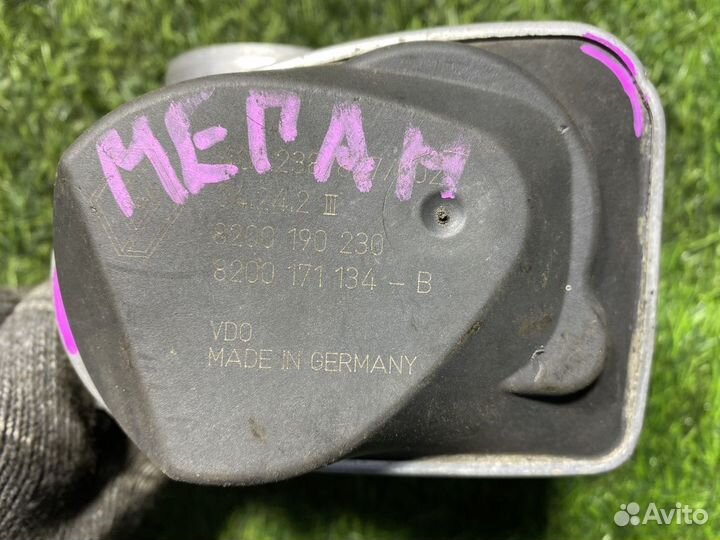 МЕГАН
8200 190 230
8200 171 134 - B
VDO
MADE IN GERMANY
Avito